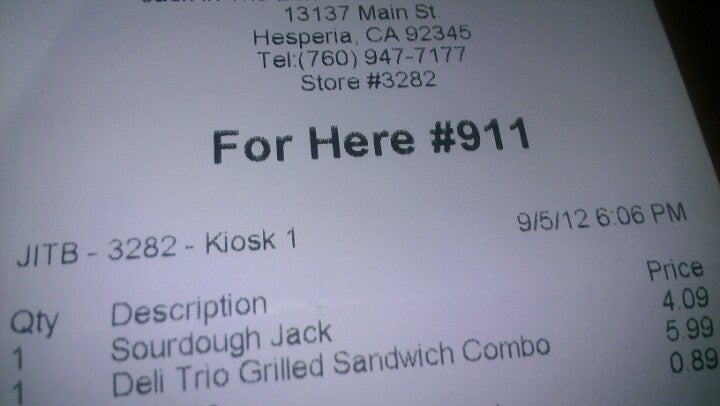 13137 Main St.
Hesperia, CA 92345
Tel:(760) 947-7177
Store #3282
For Here #911
JITB - 3282 - Kiosk 1 9/5/12 6:06 PM
Qty Description Price
1 Sourdough Jack 4.09
1 Deli Trio Grilled Sandwich Combo 5.99
0.89